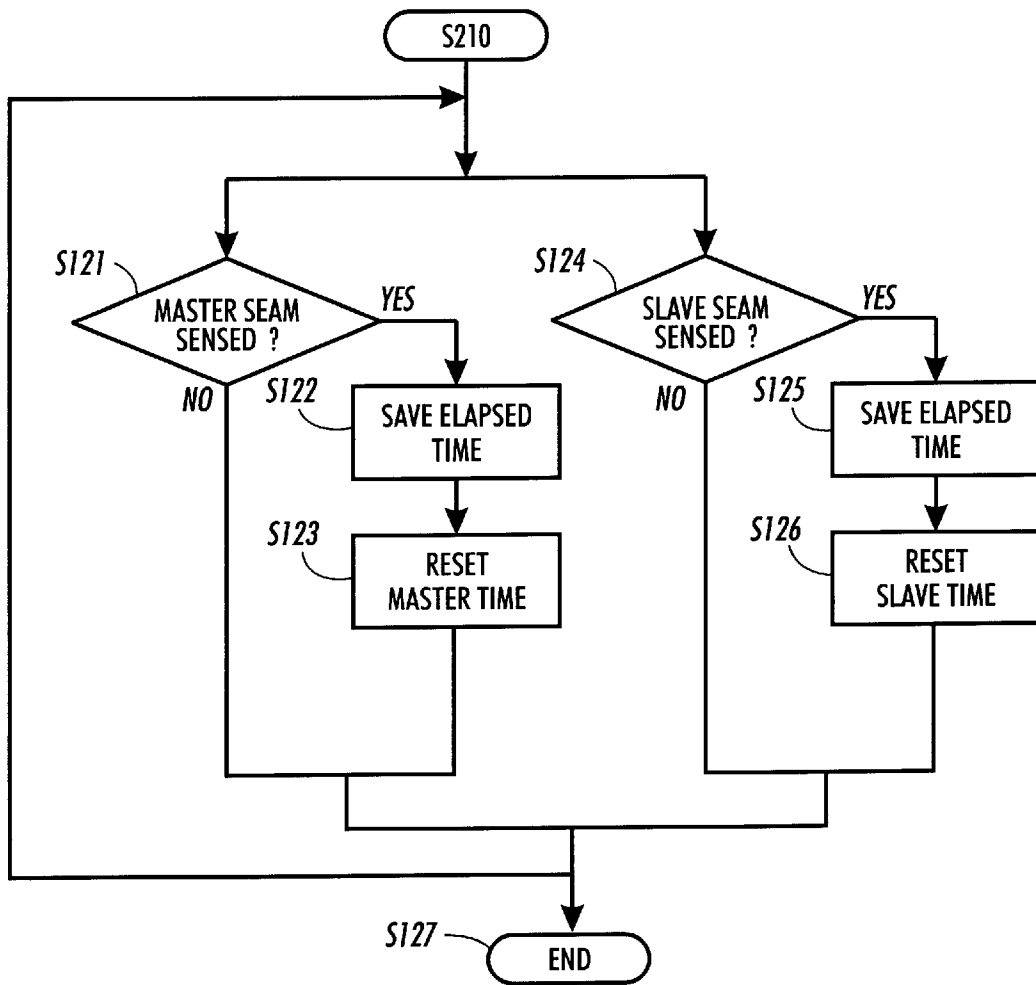 S210
S121
MASTER SEAM
SENSED ?
YES
NO
S122
SAVE ELAPSED
TIME
S123
RESET
MASTER TIME
S124
SLAVE SEAM
SENSED ?
YES
NO
S125
SAVE ELAPSED
TIME
S126
RESET
SLAVE TIME
S127
END